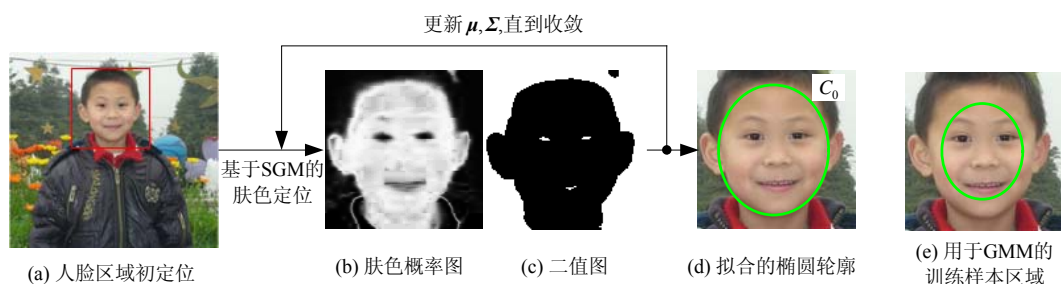 更新 μ, Σ,直到收敛
C₀
基于SGM的
肤色定位
(a) 人脸区域初定位
(b) 肤色概率图
(c) 二值图
(d) 拟合的椭圆轮廓
(e) 用于GMM的
训练样本区域